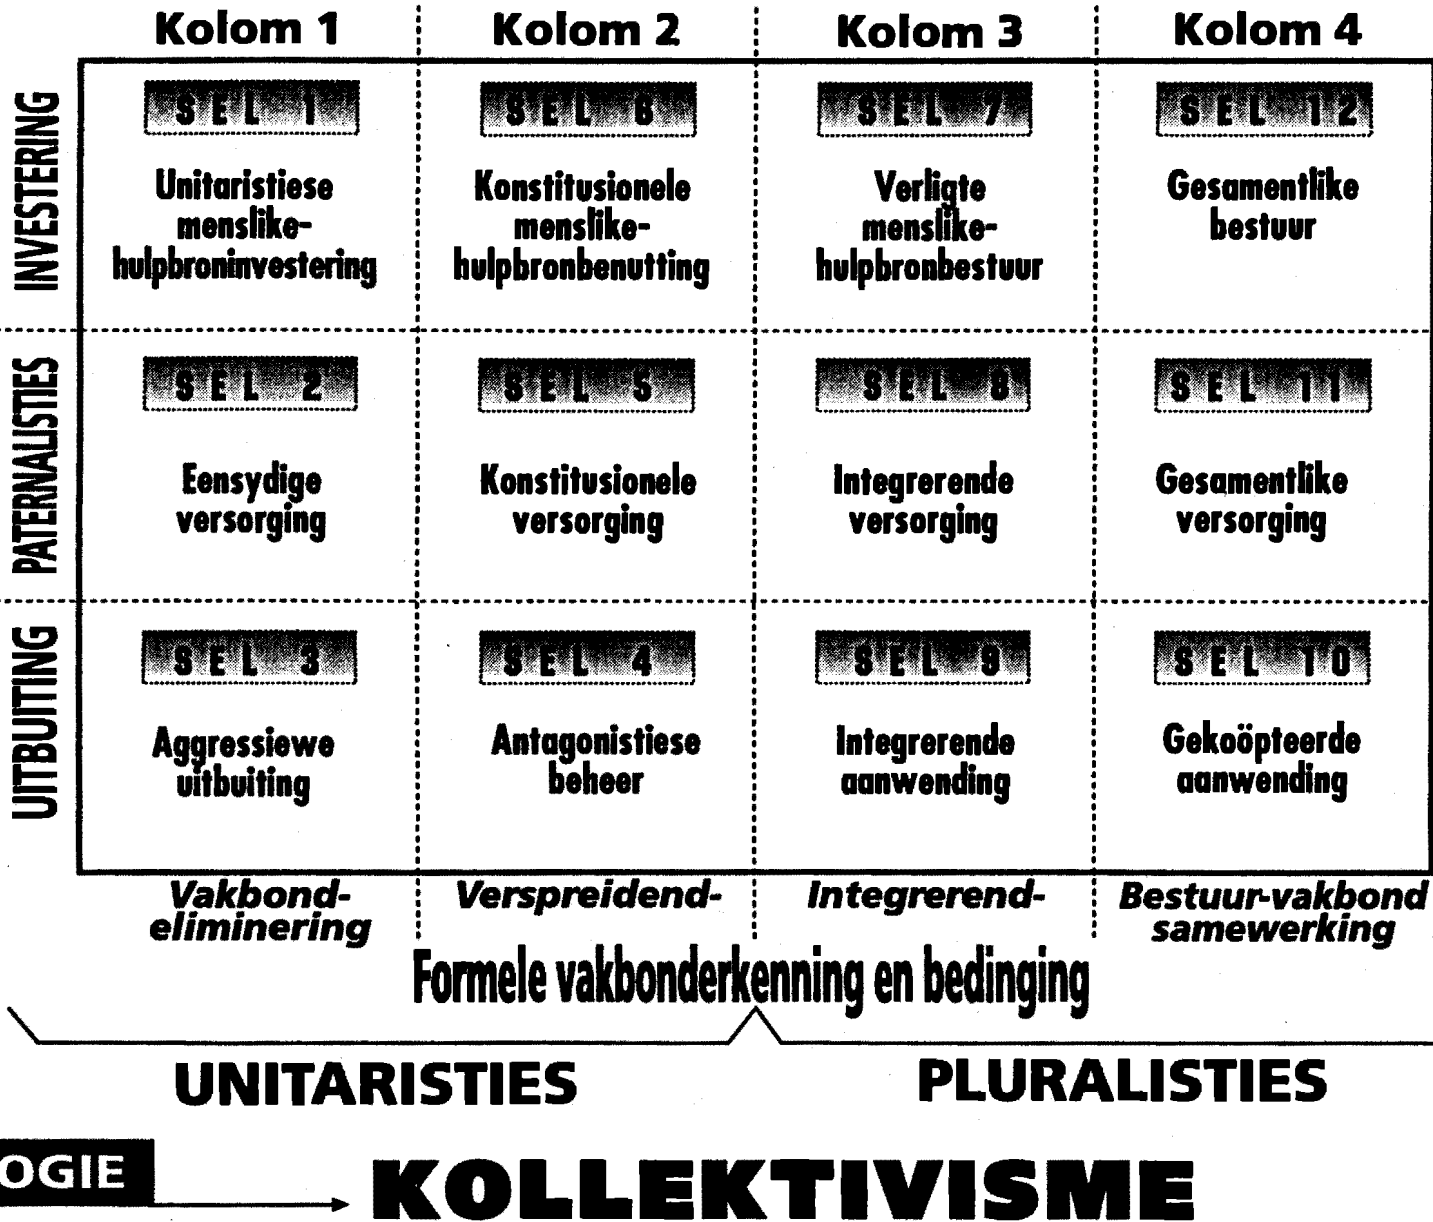 Kolom 1
Kolom 2
Kolom 3
Kolom 4
INVESTERING
SEL 1
SEL 6
SEL 7
SEL 12
Unitaristiese
menslike-
hulpbroninvestering
Konstitusionele
menslike-
hulpbronbenutting
Verligte
menslike-
hulpbronbestuur
Gesamentlike
bestuur
PATERNALISTIES
SEL 2
SEL 5
SEL 8
SEL 11
Eensydige
versorging
Konstitusionele
versorging
Integrerende
versorging
Gesamentlike
versorging
UITBUITING
SEL 3
SEL 4
SEL 9
SEL 10
Aggressiewe
uitbuiting
Antagonistiese
beheer
Integrerende
aanwending
Gekoöpteerde
aanwending
Vakbond-
eliminering
Verspreidend-
Integrerend-
Bestuur-vakbond
samewerking
Formele vakbonderkenning en bedinging
UNITARISTIES
PLURALISTIES
OGIE
KOLLEKTIVISME